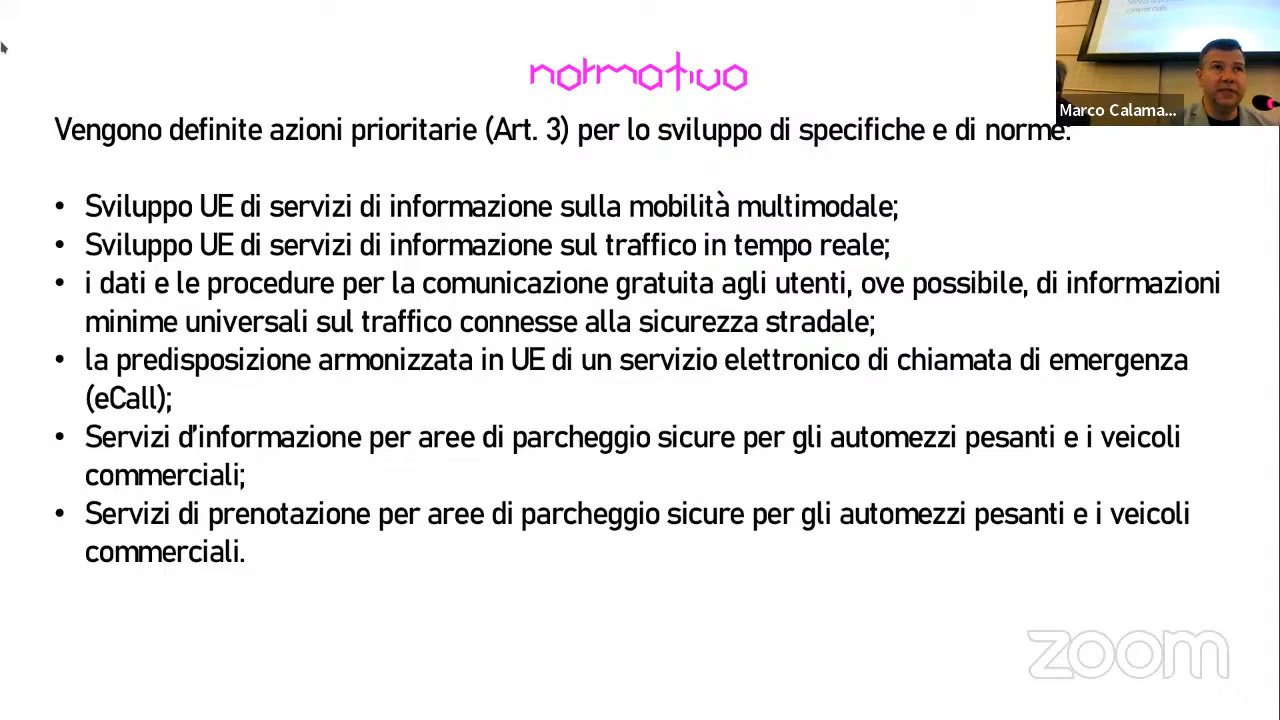 normativo
Vengono definite azioni prioritarie (Art. 3) per lo sviluppo di specifiche e di norme:
• Sviluppo UE di servizi di informazione sulla mobilità multimodale;
• Sviluppo UE di servizi di informazione sul traffico in tempo reale;
• i dati e le procedure per la comunicazione gratuita agli utenti, ove possibile, di informazioni
minime universali sul traffico connesse alla sicurezza stradale;
• la predisposizione armonizzata in UE di un servizio elettronico di chiamata di emergenza
(eCall);
• Servizi d'informazione per aree di parcheggio sicure per gli automezzi pesanti e i veicoli
commerciali;
• Servizi di prenotazione per aree di parcheggio sicure per gli automezzi pesanti e i veicoli
commerciali.
Marco Calama...
zoom